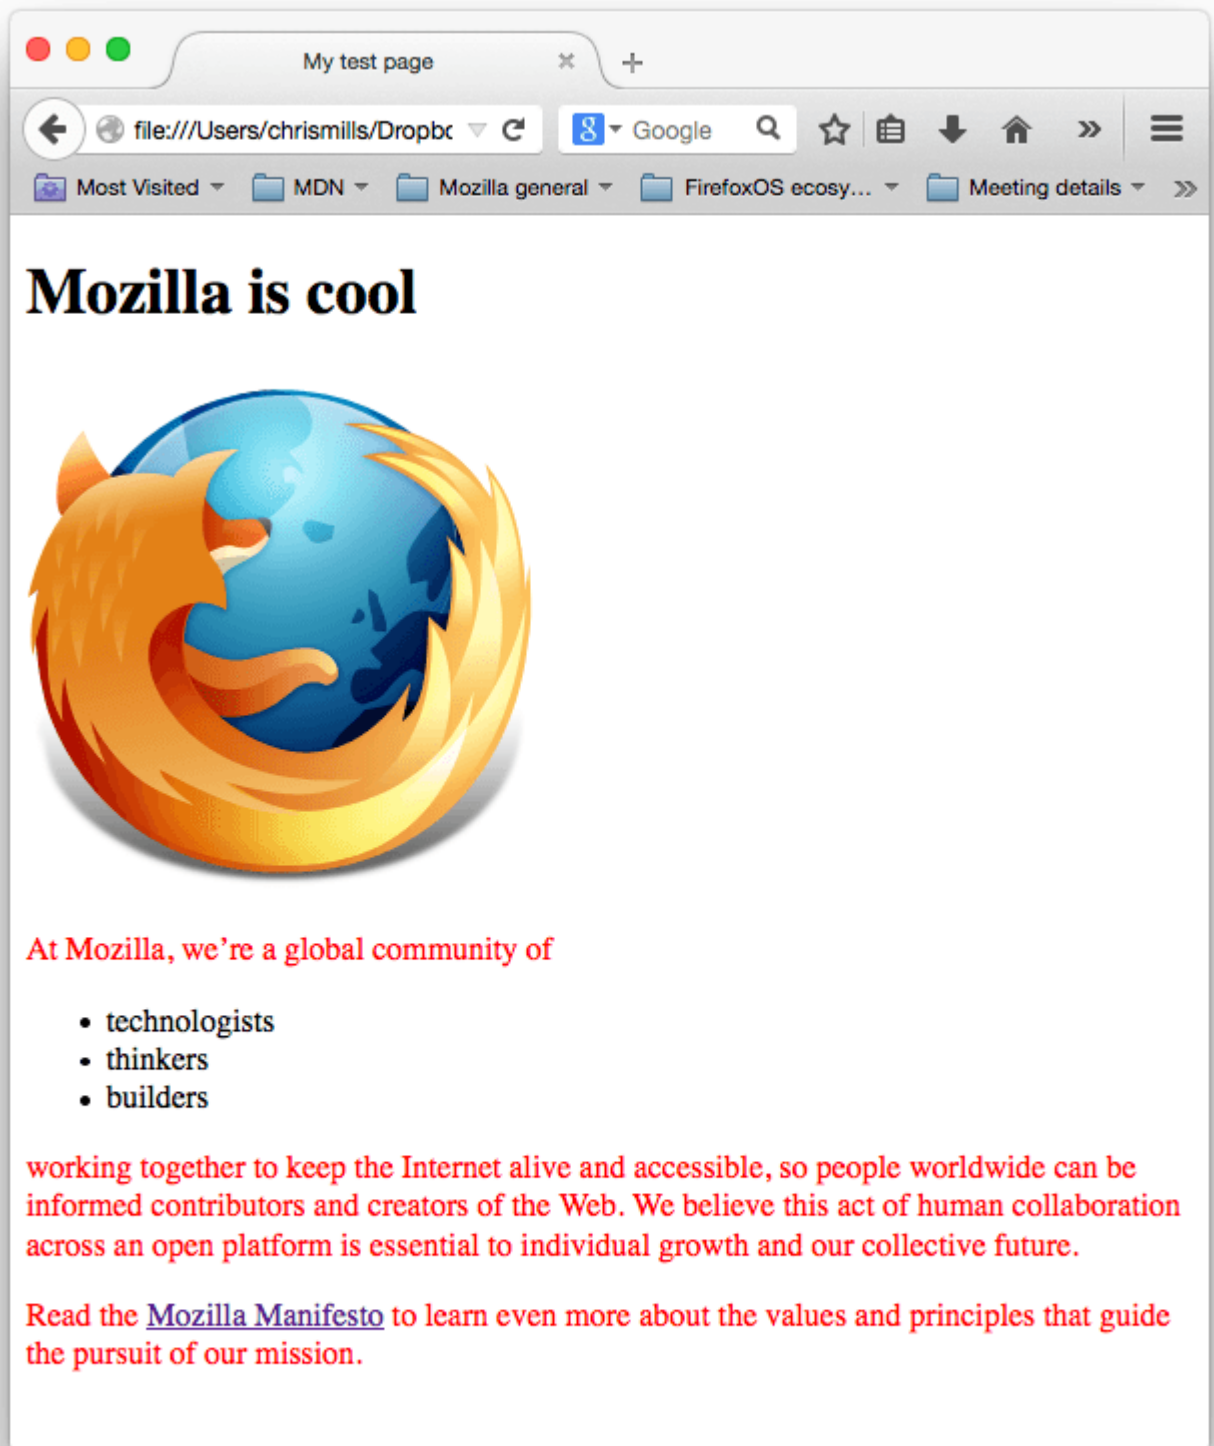 My test page
file:///Users/chrismills/Dropbc
Google
Most Visited MDN Mozilla general FirefoxOS ecosy... Meeting details
Mozilla is cool
At Mozilla, we’re a global community of
technologists
thinkers
builders
working together to keep the Internet alive and accessible, so people worldwide can be
informed contributors and creators of the Web. We believe this act of human collaboration
across an open platform is essential to individual growth and our collective future.
Read the Mozilla Manifesto to learn even more about the values and principles that guide
the pursuit of our mission.